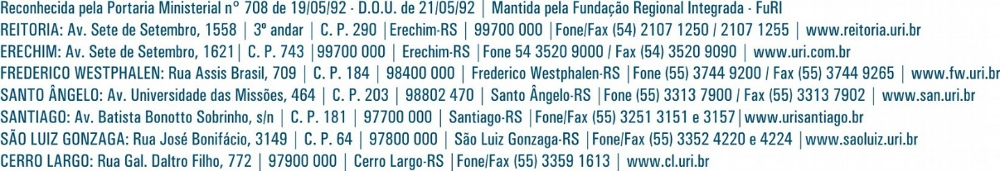 Reconhecida pela Portaria Ministerial n° 708 de 19/05/92 - D.O.U. de 21/05/92 | Mantida pela Fundação Regional Integrada - FuRI
REITORIA: Av. Sete de Setembro, 1558 | 3º andar | C. P. 290 |Erechim-RS | 99700 000 |Fone/Fax (54) 2107 1250 / 2107 1255 | www.reitoria.uri.br
ERECHIM: Av. Sete de Setembro, 1621| C. P. 743 |99700 000 | Erechim-RS |Fone 54 3520 9000 / Fax (54) 3520 9090 | www.uri.com.br
FREDERICO WESTPHALEN: Rua Assis Brasil, 709 | C. P. 184 | 98400 000 | Frederico Westphalen-RS |Fone (55) 3744 9200 / Fax (55) 3744 9265 | www.fw.uri.br
SANTO ÂNGELO: Av. Universidade das Missões, 464 | C. P. 203 | 98802 470 | Santo Ângelo-RS |Fone (55) 3313 7900 / Fax (55) 3313 7902 | www.san.uri.br
SANTIAGO: Av. Batista Bonotto Sobrinho, s/n | C. P. 181 | 97700 000 | Santiago-RS |Fone/Fax (55) 3251 3151 e 3157|www.urisantiago.br
SÃO LUIZ GONZAGA: Rua José Bonifácio, 3149 | C. P. 64 | 97800 000 | São Luiz Gonzaga-RS |Fone/Fax (55) 3352 4220 e 4224 |www.saoluiz.uri.br
CERRO LARGO: Rua Gal. Daltro Filho, 772 | 97900 000 | Cerro Largo-RS |Fone/Fax (55) 3359 1613 | www.cl.uri.br